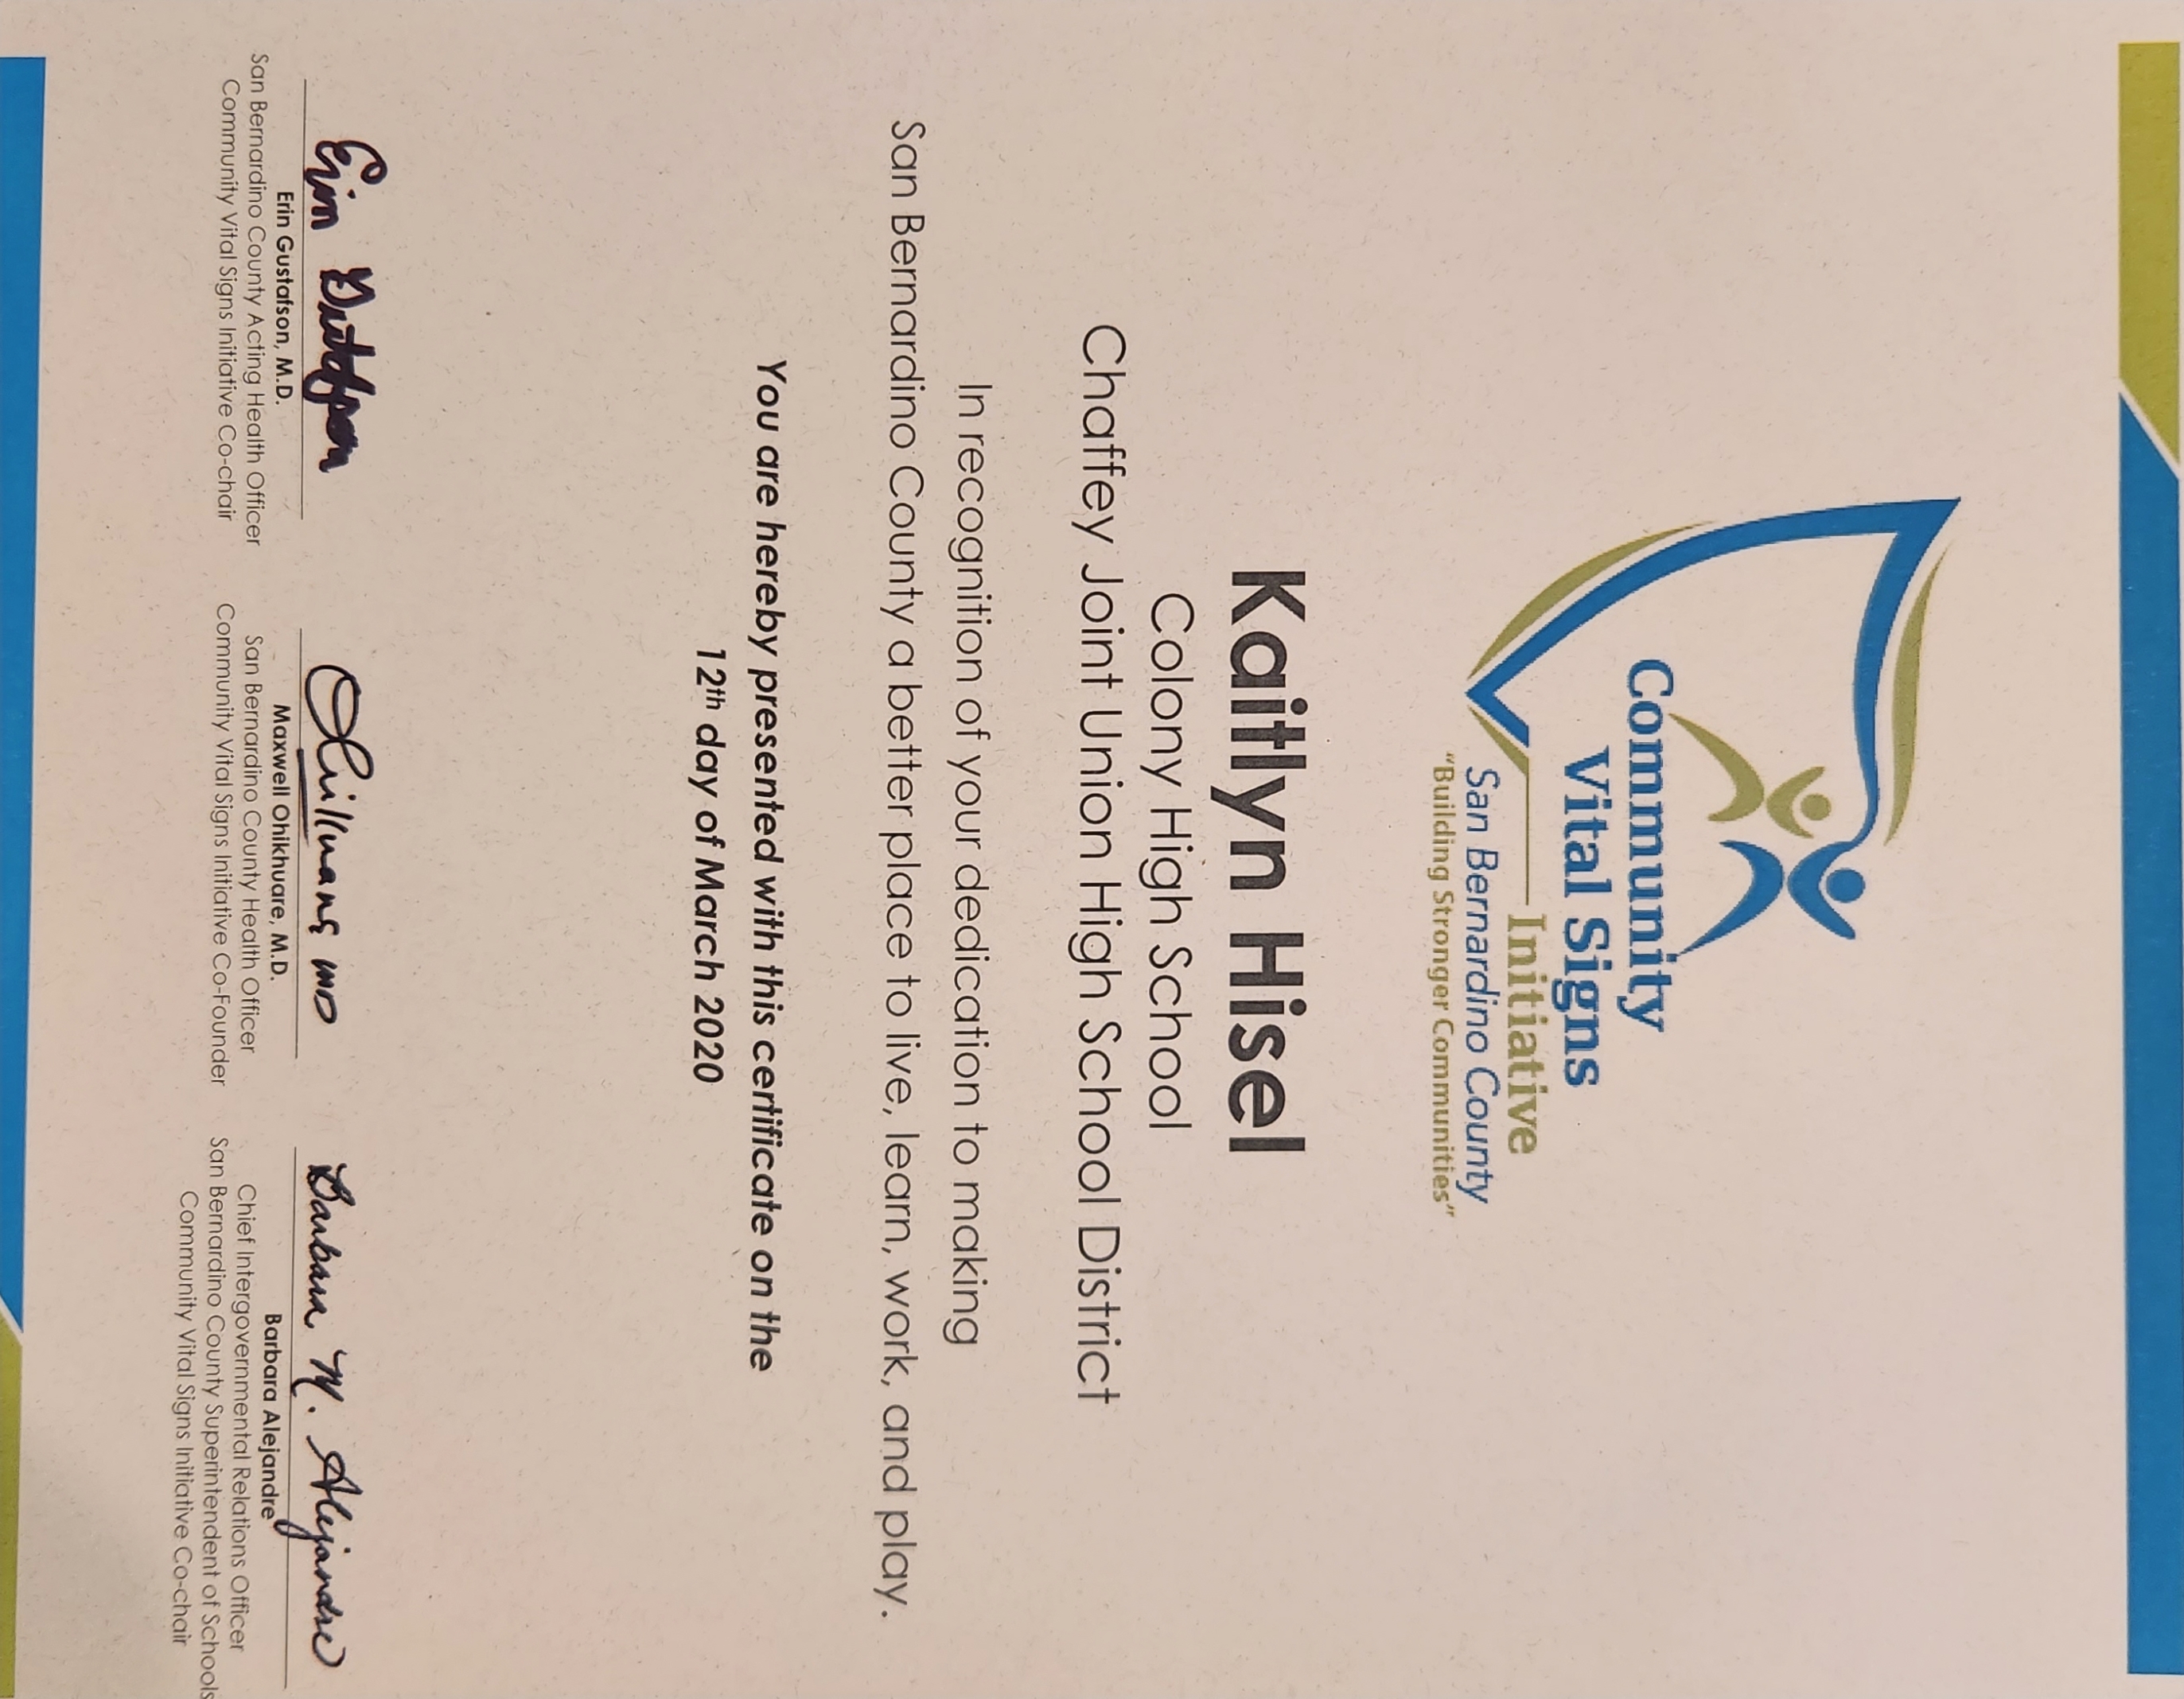 Community
Vital Signs
Initiative
San Bernardino County
"Building Stronger Communities"
Kaitlyn Hisel
Colony High School
Chaffey Joint Union High School District
In recognition of your dedication to making
San Bernardino County a better place to live, learn, work, and play.
You are hereby presented with this certificate on the
12th day of March 2020
Erin Gustafson
Erin Gustafson, M.D.
San Bernardino County Acting Health Officer
Community Vital Signs Initiative Co-chair
MD
Maxwell Ohikhuare, M.D.
San Bernardino County Health Officer
Community Vital Signs Initiative Co-Founder
Barbara N. Alejandre
Barbara Alejandre
Chief Intergovernmental Relations Officer
San Bernardino County Superintendent of Schools
Community Vital Signs Initiative Co-chair